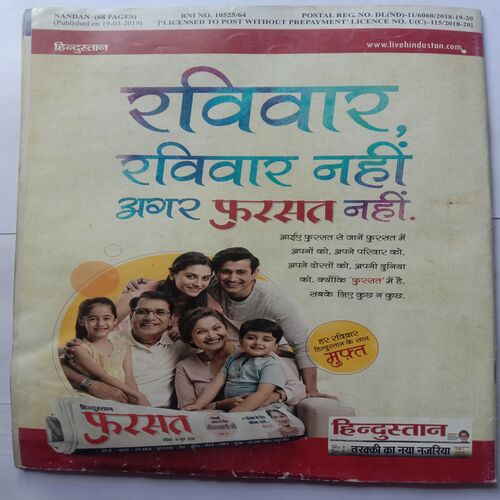 NANDAN (68 PAGES) RNI NO. 10525/64 POSTAL REG. NO. DL(ND)-11/6060/2018-19-20
(Published on 19-03-2019) ['LICENSED TO POST WITHOUT PREPAYMENT' LICENCE NO. U(C)-115/2018-20]
हिन्दुस्तान www.livehindustan.com
रविवार,
रविवार नहीं
अगर फुरसत नहीं.
आईए फुरसत से जानें फुरसत में
अपनों को, अपने परिवार को,
अपने दोस्तों को, अपनी दुनिया
को. क्योंकि 'फुरसत' में है,
सबके लिए कुछ न कुछ.
हर रविवार
हिन्दुस्तान के साथ
मुफ्त
हिन्दुस्तान
फुरसत
हिन्दुस्तान
तरक्की का नया नजरिया